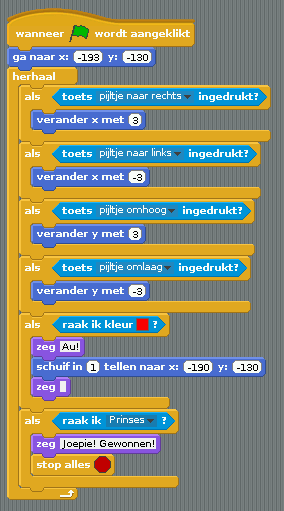 wanneer wordt aangeklikt
ga naar x: -193 y: -130
herhaal
als toets pijltje naar rechts ingedrukt?
verander x met 3
als toets pijltje naar links ingedrukt?
verander x met -3
als toets pijltje omhoog ingedrukt?
verander y met 3
als toets pijltje omlaag ingedrukt?
verander y met -3
als raak ik kleur ?
zeg Au!
schuif in 1 tellen naar x: -190 y: -130
zeg
als raak ik Prinses ?
zeg Joepie! Gewonnen!
stop alles